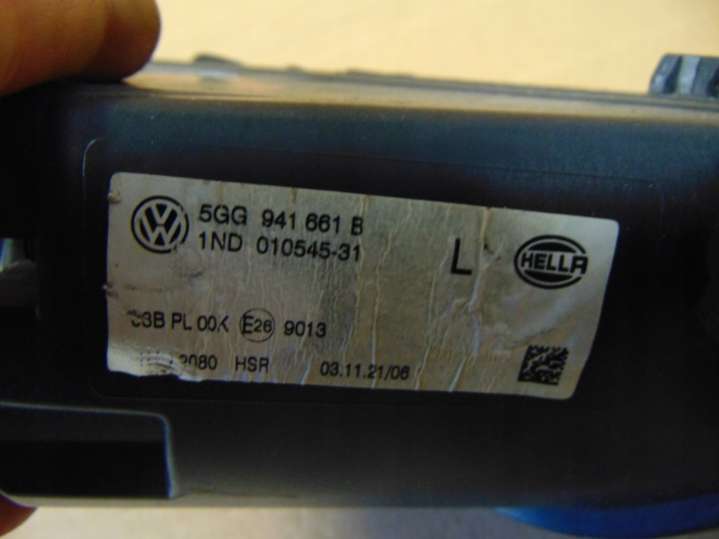 5GG 941 661 B
1ND 010545-31
L
HELLA
PL 00K E26 9013
2080 HSR 03.11.21/06